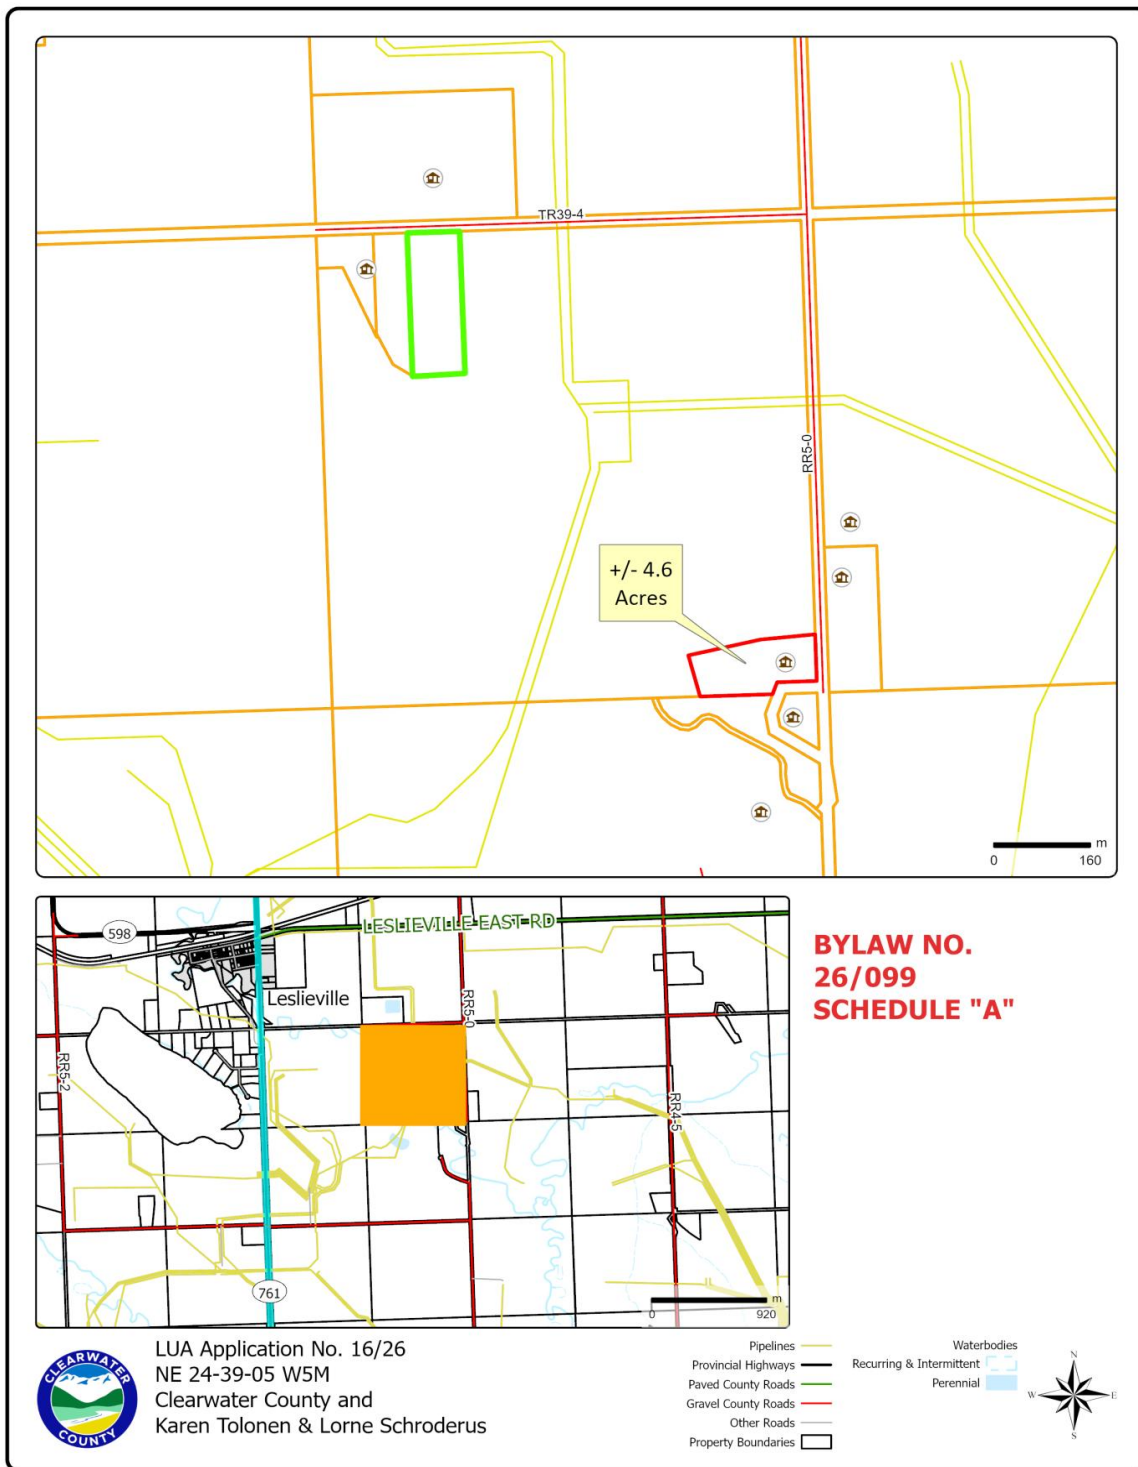 TR39-4
RR5-0
+/- 4.6
Acres
m
0 160
598
LESLIEVILLE EAST RD
Leslieville
RR5-0
RR5-2
RR4-5
761
m
0 920
BYLAW NO.
26/099
SCHEDULE "A"
CLEARWATER
COUNTY
LUA Application No. 16/26
NE 24-39-05 W5M
Clearwater County and
Karen Tolonen & Lorne Schroderus
Pipelines
Provincial Highways
Paved County Roads
Gravel County Roads
Other Roads
Property Boundaries
Waterbodies
Recurring & Intermittent
Perennial
N
W E
S